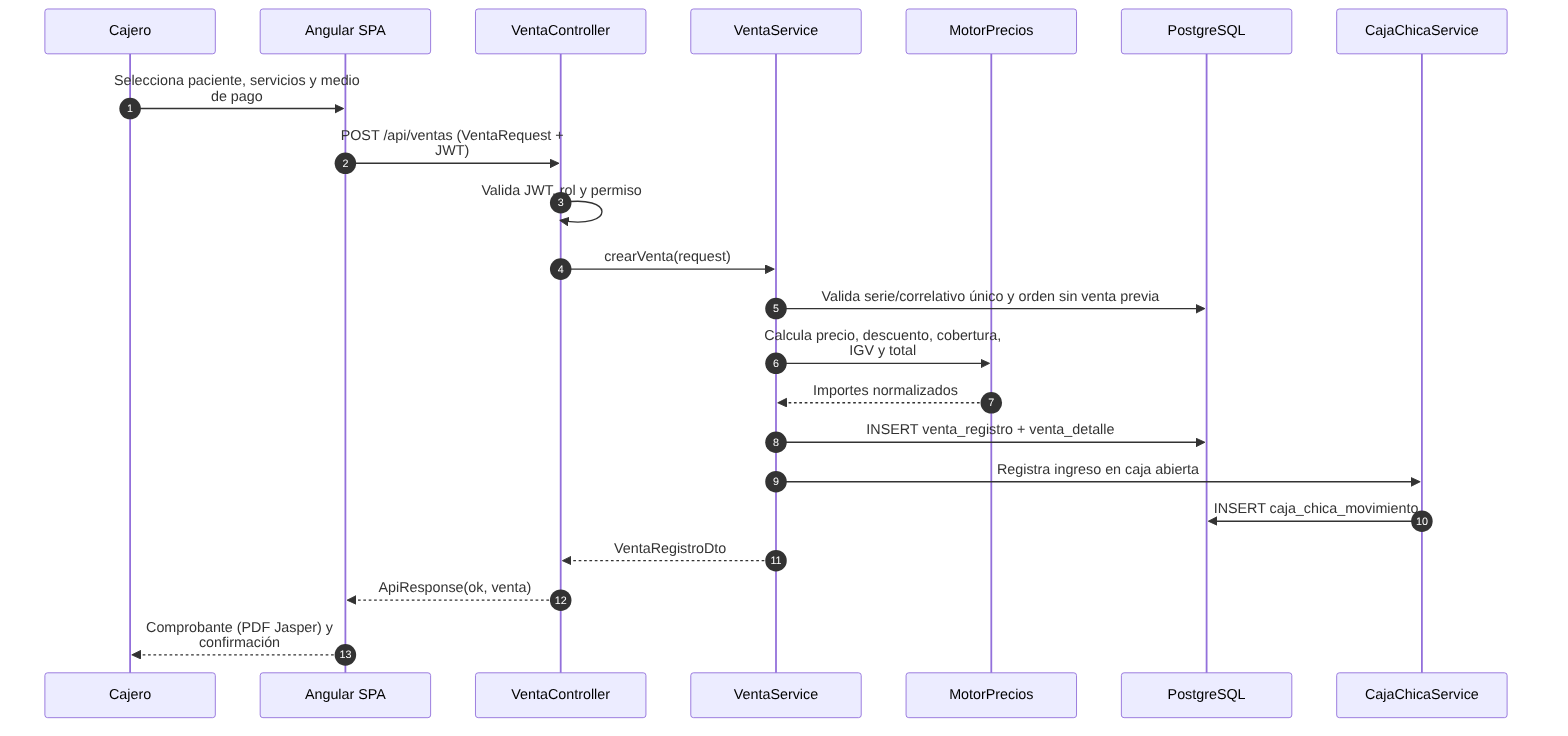 Cajero
Angular SPA
VentaController
VentaService
MotorPrecios
PostgreSQL
CajaChicaService
Selecciona paciente, servicios y medio
de pago
1
POST /api/ventas (VentaRequest +
JWT)
2
Valida JWT, rol y permiso
3
crearVenta(request)
4
Valida serie/correlativo único y orden sin venta previa
5
Calcula precio, descuento, cobertura,
IGV y total
6
Importes normalizados
7
INSERT venta_registro + venta_detalle
8
Registra ingreso en caja abierta
9
INSERT caja_chica_movimiento
10
VentaRegistroDto
11
ApiResponse(ok, venta)
12
Comprobante (PDF Jasper) y
confirmación
13
Cajero
Angular SPA
VentaController
VentaService
MotorPrecios
PostgreSQL
CajaChicaService